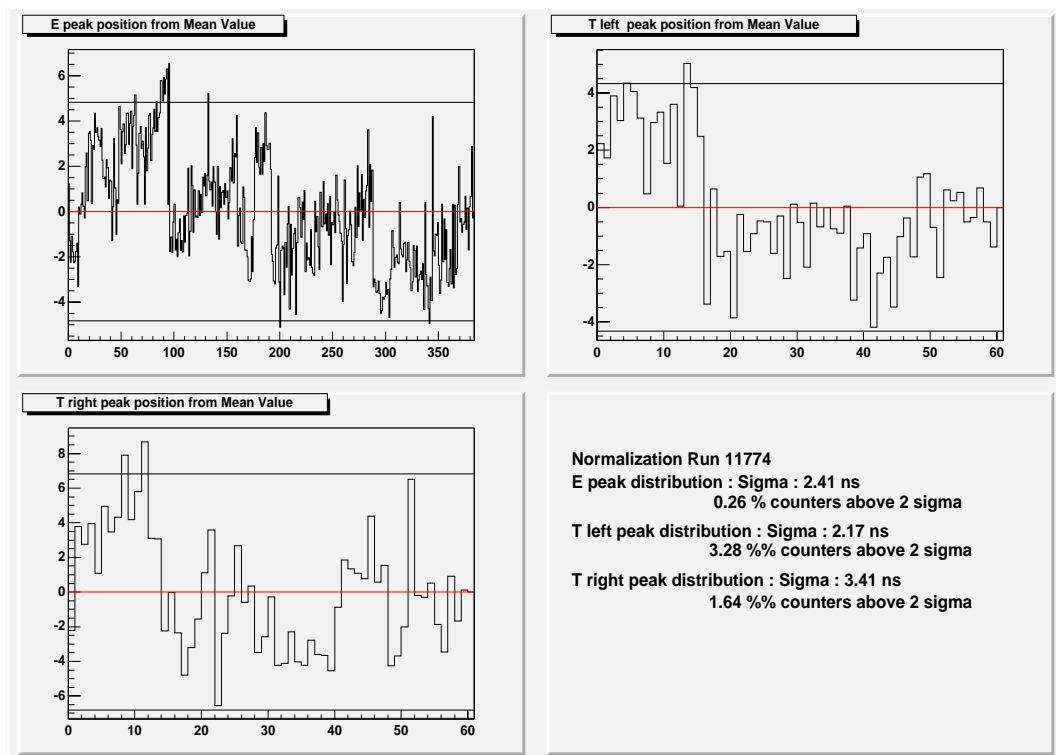 E peak position from Mean Value
6
4
2
0
-2
-4
0 50 100 150 200 250 300 350
T left peak position from Mean Value
4
2
0
-2
-4
0 10 20 30 40 50 60
T right peak position from Mean Value
8
6
4
2
0
-2
-4
-6
0 10 20 30 40 50 60
Normalization Run 11774
E peak distribution : Sigma : 2.41 ns
0.26 % counters above 2 sigma
T left peak distribution : Sigma : 2.17 ns
3.28 %% counters above 2 sigma
T right peak distribution : Sigma : 3.41 ns
1.64 %% counters above 2 sigma